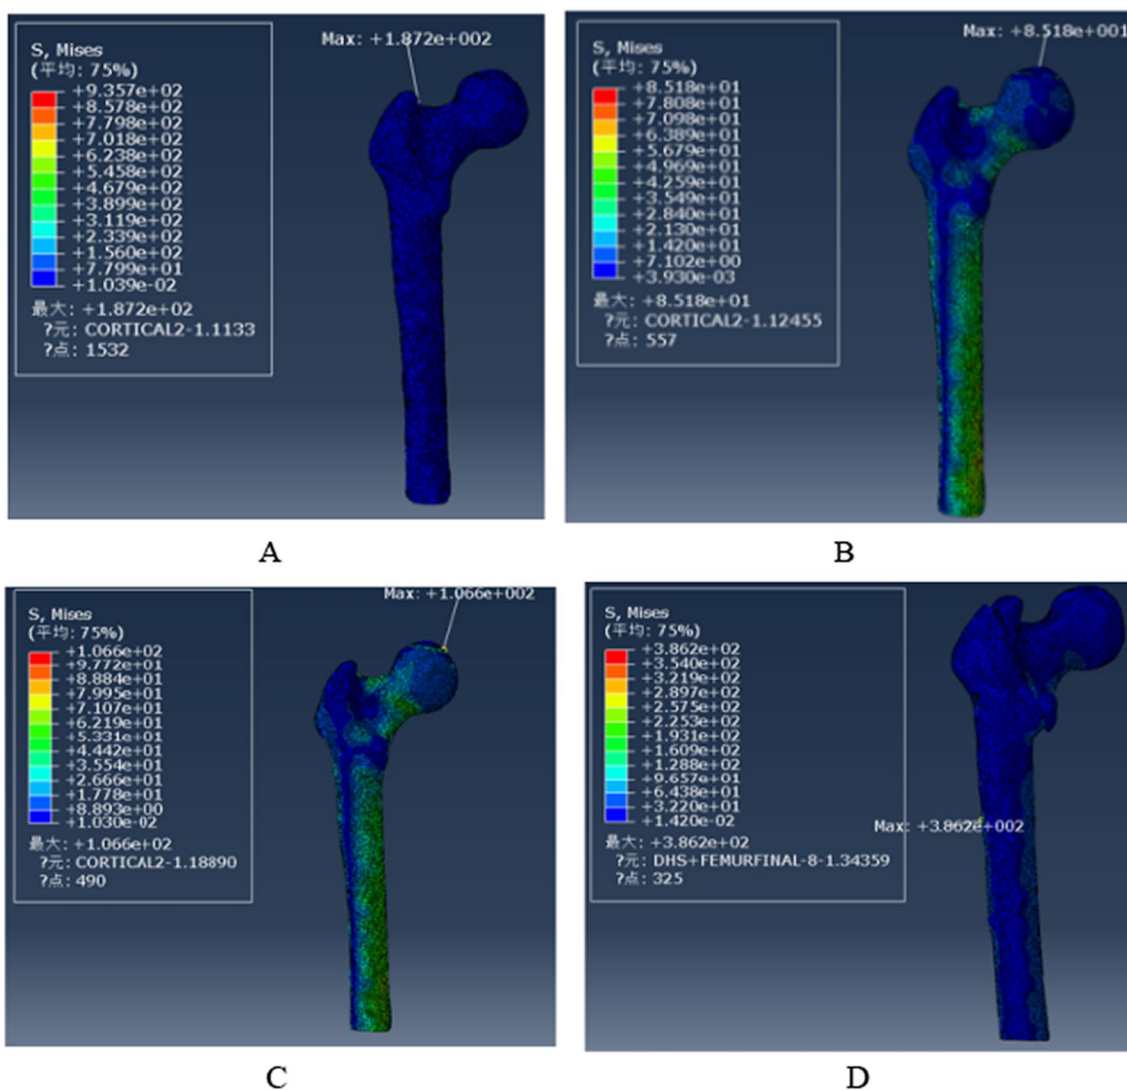 Max: +1.872e+002
S, Mises
(平均: 75%)
+9.357e+02
+8.578e+02
+7.798e+02
+7.018e+02
+6.238e+02
+5.458e+02
+4.679e+02
+3.899e+02
+3.119e+02
+2.339e+02
+1.560e+02
+7.799e+01
+1.039e-02
最大: +1.872e+02
?元: CORTICAL2-1.1133
?点: 1532
A
Max: +8.518e+001
S, Mises
(平均: 75%)
+8.518e+01
+7.808e+01
+7.098e+01
+6.389e+01
+5.679e+01
+4.969e+01
+4.259e+01
+3.549e+01
+2.840e+01
+2.130e+01
+1.420e+01
+7.102e+00
+3.930e-03
最大: +8.518e+01
?元: CORTICAL2-1.12455
?点: 557
B
Max: +1.066e+002
S, Mises
(平均: 75%)
+1.066e+02
+9.772e+01
+8.884e+01
+7.995e+01
+7.107e+01
+6.219e+01
+5.331e+01
+4.442e+01
+3.554e+01
+2.666e+01
+1.778e+01
+8.893e+00
+1.030e-02
最大: +1.066e+02
?元: CORTICAL2-1.18890
?点: 490
C
S, Mises
(平均: 75%)
+3.862e+02
+3.540e+02
+3.219e+02
+2.897e+02
+2.575e+02
+2.253e+02
+1.931e+02
+1.609e+02
+1.288e+02
+9.657e+01
+6.438e+01
+3.220e+01
+1.420e-02
Max: +3.862e+002
最大: +3.862e+02
?元: DHS+FEMURFINAL-8-1.34359
?点: 325
D